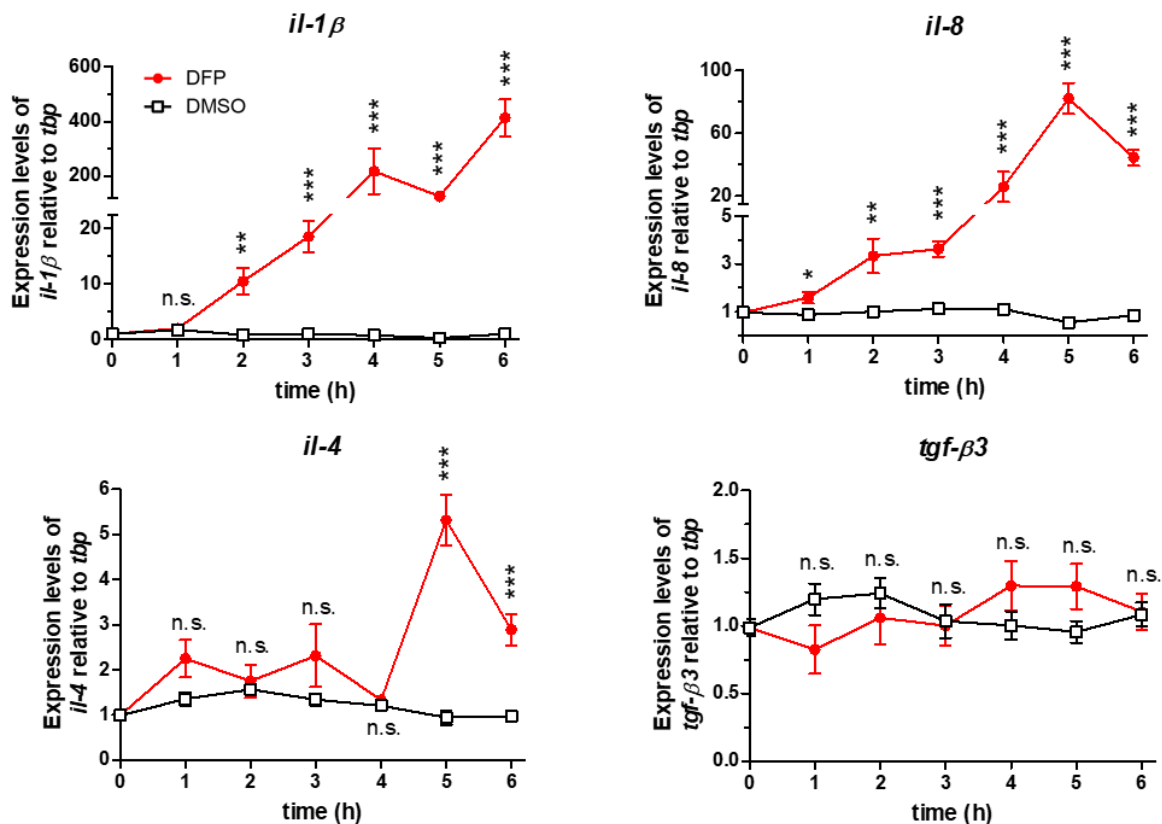 il-1β
Expression levels of
il-1β relative to tbp
600
400
200
20
10
0
DFP
DMSO
n.s.
**
***
***
***
***
0 1 2 3 4 5 6
time (h)
il-8
Expression levels of
il-8 relative to tbp
100
60
20
5
3
1
*
**
***
***
***
***
0 1 2 3 4 5 6
time (h)
il-4
Expression levels of
il-4 relative to tbp
6
5
4
3
2
1
0
n.s.
n.s.
n.s.
n.s.
***
***
0 1 2 3 4 5 6
time (h)
tgf-β3
Expression levels of
tgf-β3 relative to tbp
2.0
1.5
1.0
0.5
0.0
n.s.
n.s.
n.s.
n.s.
n.s.
n.s.
0 1 2 3 4 5 6
time (h)